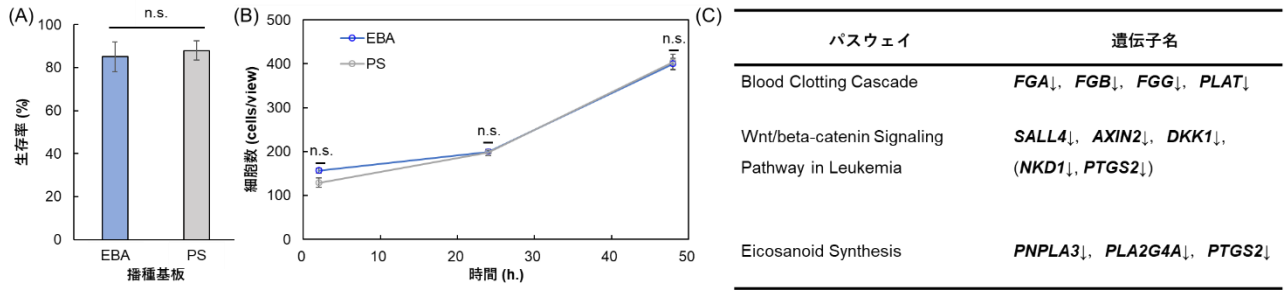 (A)
n.s.
100
80
60
40
20
0
生存率 (%)
EBA
PS
播種基板
(B)
500
400
300
200
100
0
細胞数 (cells/view)
EBA
PS
n.s.
n.s.
n.s.
0
10
20
30
40
50
時間 (h.)
(C)
パスウェイ 遺伝子名
Blood Clotting Cascade FGA↓, FGB↓, FGG↓, PLAT↓
Wnt/beta-catenin Signaling SALL4↓, AXIN2↓, DKK1↓,
Pathway in Leukemia (NKD1↓, PTGS2↓)
Eicosanoid Synthesis PNPLA3↓, PLA2G4A↓, PTGS2↓